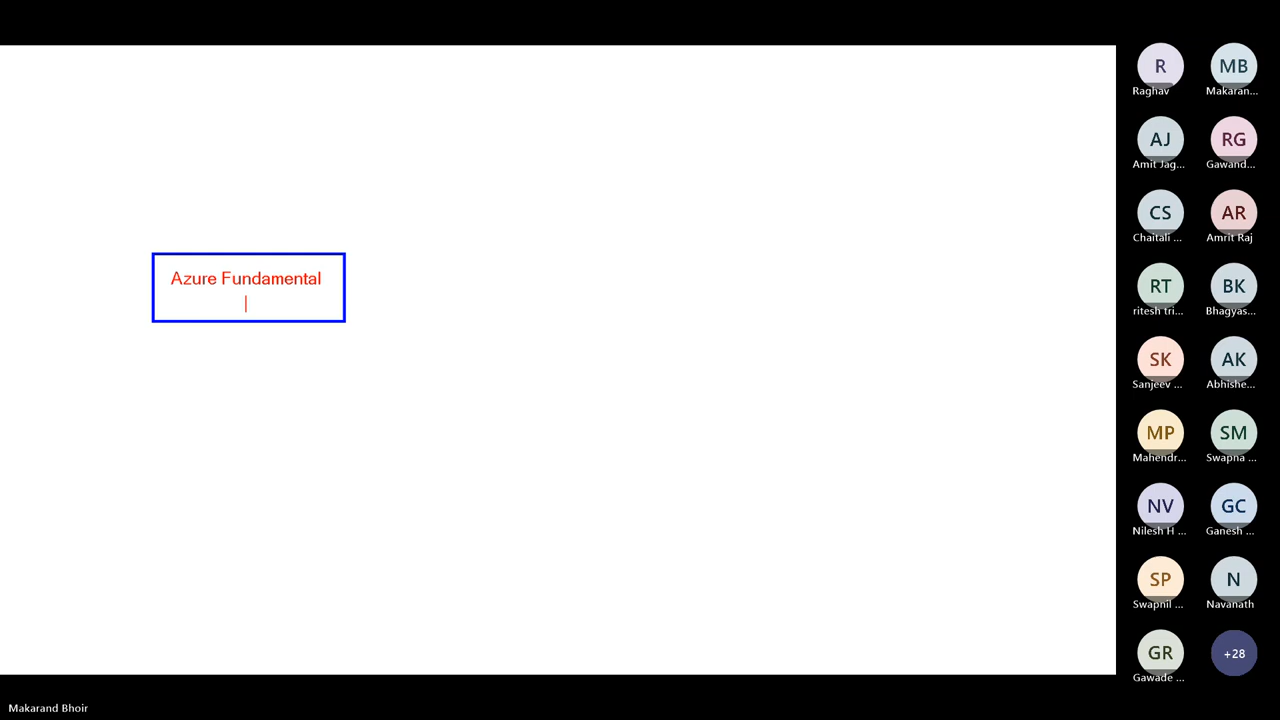 Azure Fundamental
R MB
Raghav Makaran...
AJ RG
Amit Jag... Gawand...
CS AR
Chaitali ... Amrit Raj
RT BK
ritesh tri... Bhagyas...
SK AK
Sanjeev ... Abhishe...
MP SM
Mahendr... Swapna ...
NV GC
Nilesh H ... Ganesh ...
SP N
Swapnil ... Navanath
GR +28
Gawade ...
Makarand Bhoir